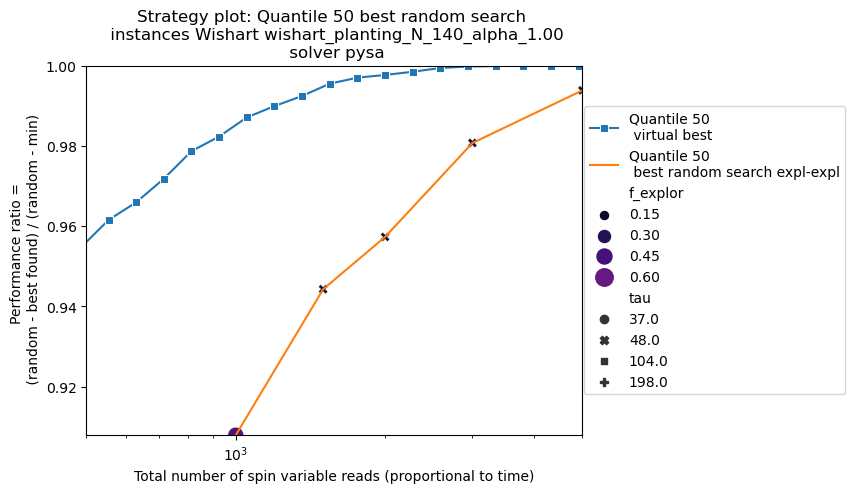 Strategy plot: Quantile 50 best random search
instances Wishart wishart_planting_N_140_alpha_1.00
solver pysa
Performance ratio =
(random - best found) / (random - min)
1.00
0.98
0.96
0.94
0.92
10³
Total number of spin variable reads (proportional to time)
Quantile 50
virtual best
Quantile 50
best random search expl-expl
f_explor
0.15
0.30
0.45
0.60
tau
37.0
48.0
104.0
198.0